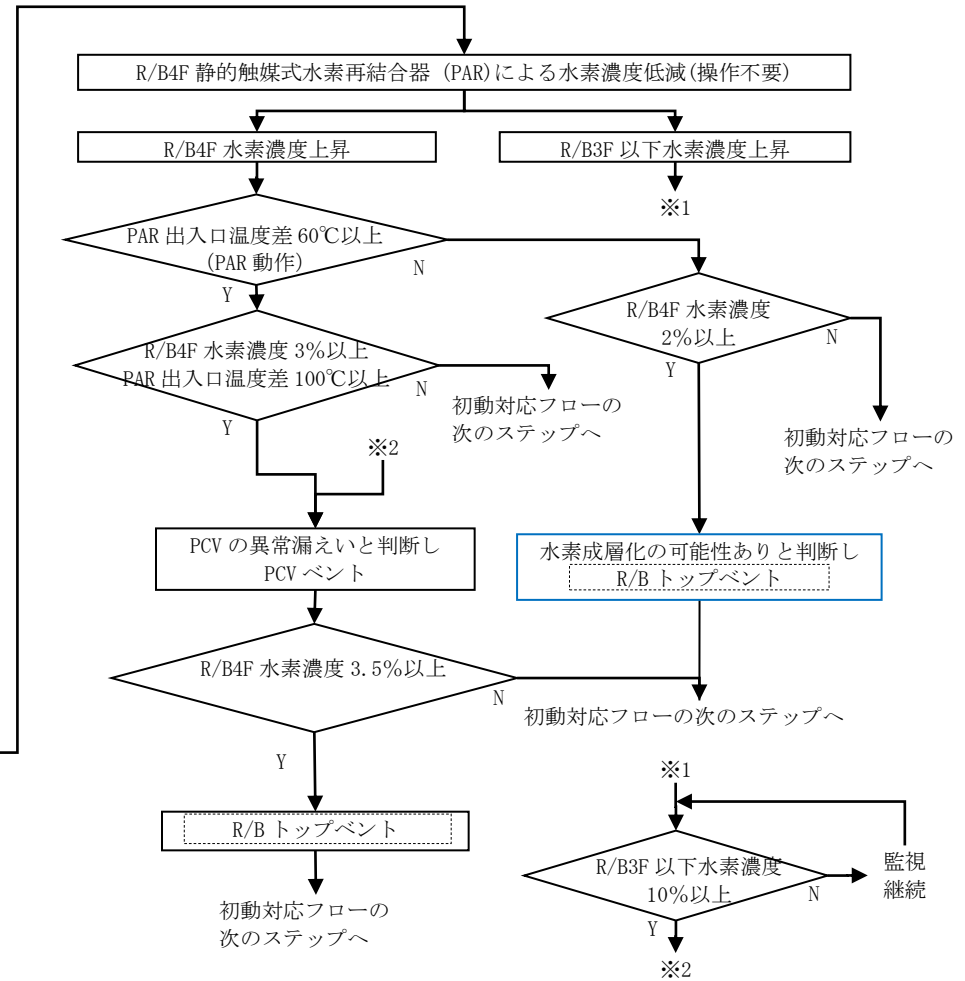 R/B4F 静的触媒式水素再結合器 (PAR)による水素濃度低減(操作不要)
R/B4F 水素濃度上昇
R/B3F 以下水素濃度上昇
※1
PAR 出入口温度差 60℃以上
(PAR 動作)
N
Y
R/B4F 水素濃度
2%以上
N
Y
R/B4F 水素濃度 3%以上
PAR 出入口温度差 100℃以上
N
Y
初動対応フローの
次のステップへ
初動対応フローの
次のステップへ
※2
PCV の異常漏えいと判断し
PCV ベント
水素成層化の可能性ありと判断し
R/B トップベント
R/B4F 水素濃度 3.5%以上
N
Y
初動対応フローの次のステップへ
R/B トップベント
初動対応フローの
次のステップへ
※1
R/B3F 以下水素濃度
10%以上
N
Y
監視
継続
※2